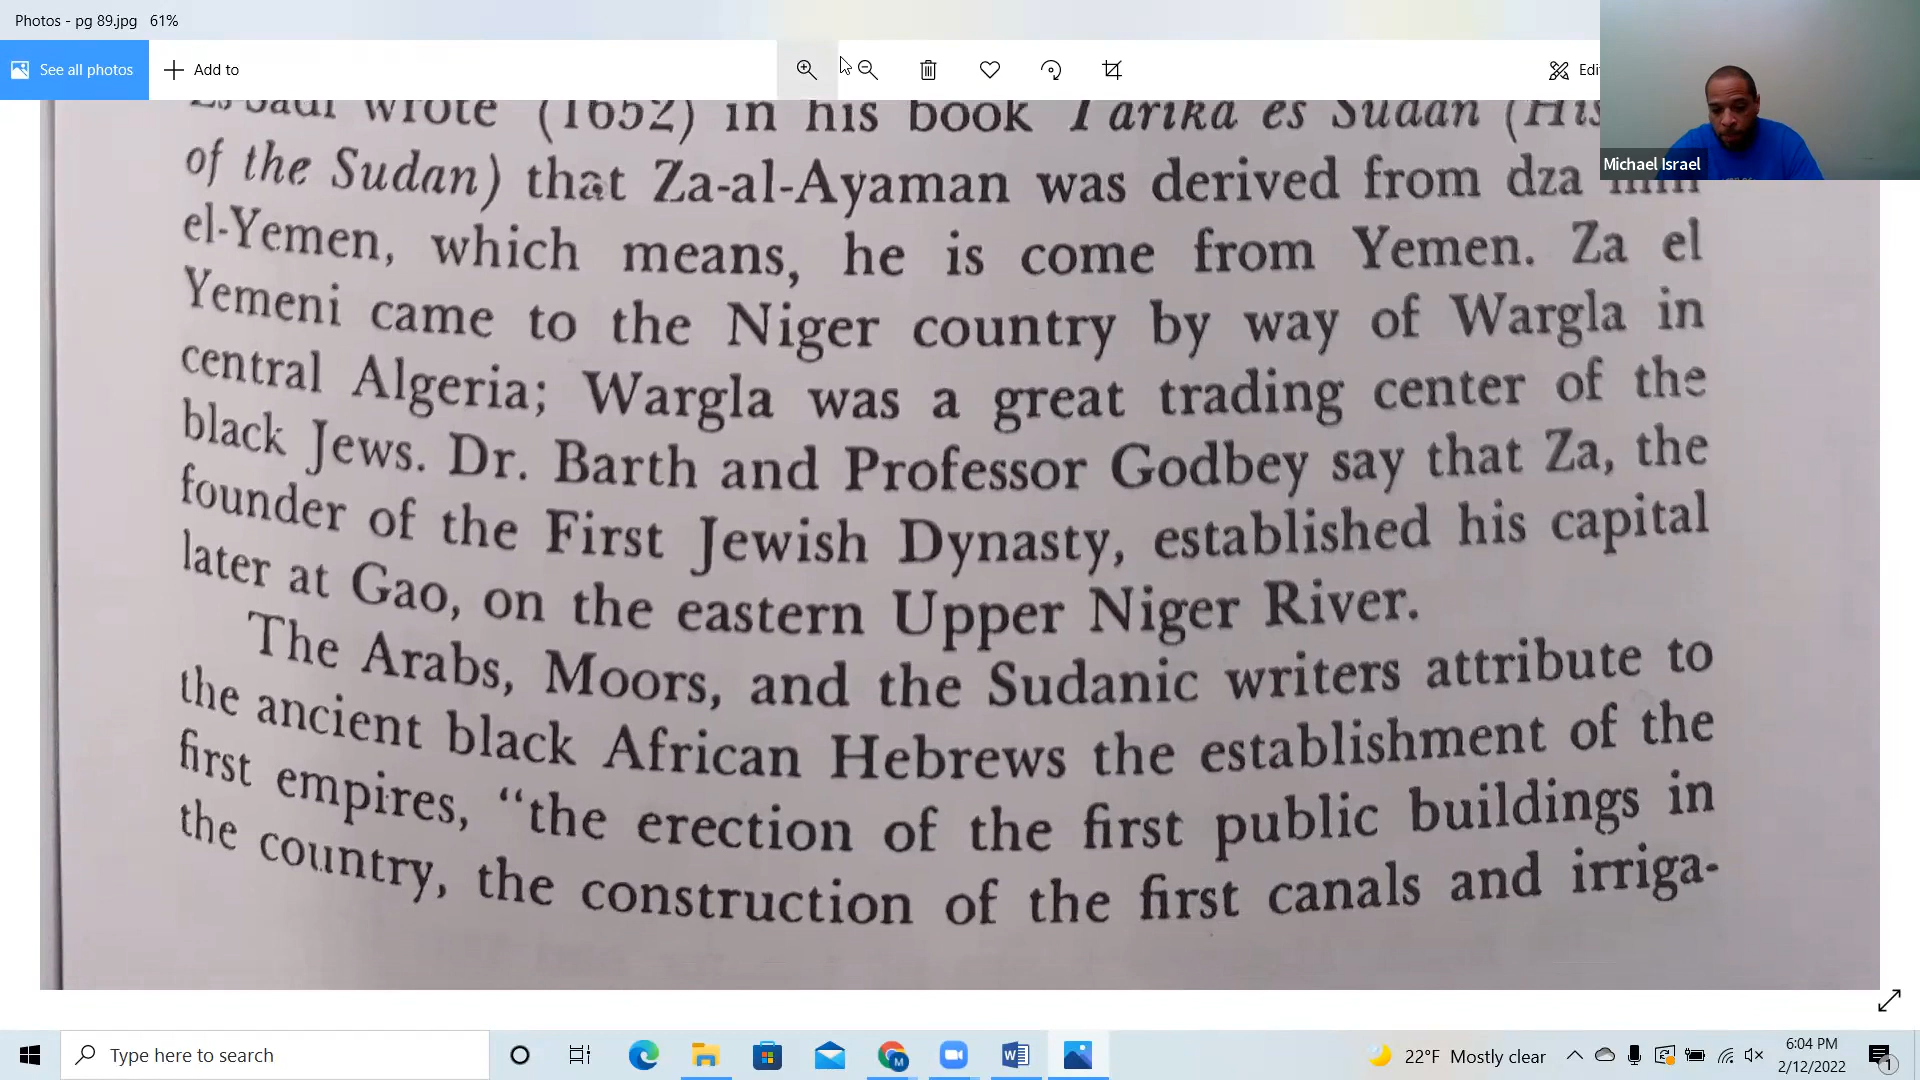 Photos - pg 89.jpg 61%
See all photos
Add to
Michael Israel
wrote (1652) in his book Tarika es Sudan
of the Sudan) that Za-al-Ayaman was derived from dza
el-Yemen, which means, he is come from Yemen. Za el
Yemeni came to the Niger country by way of Wargla in
central Algeria; Wargla was a great trading center of the
black Jews. Dr. Barth and Professor Godbey say that Za, the
founder of the First Jewish Dynasty, established his capital
later at Gao, on the eastern Upper Niger River.
The Arabs, Moors, and the Sudanic writers attribute to
the ancient black African Hebrews the establishment of the
first empires, “the erection of the first public buildings in
the country, the construction of the first canals and irriga-
Type here to search
22°F Mostly clear
6:04 PM
2/12/2022
1